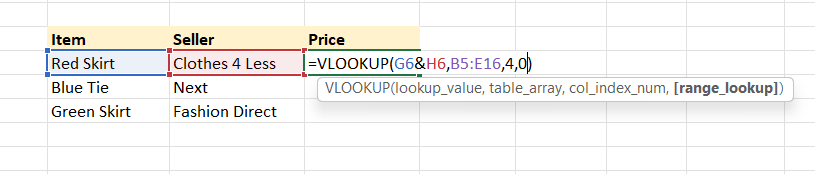 Item Seller Price
Red Skirt Clothes 4 Less =VLOOKUP(G6&H6,B5:E16,4,0)
Blue Tie Next VLOOKUP(lookup_value, table_array, col_index_num, [range_lookup])
Green Skirt Fashion Direct